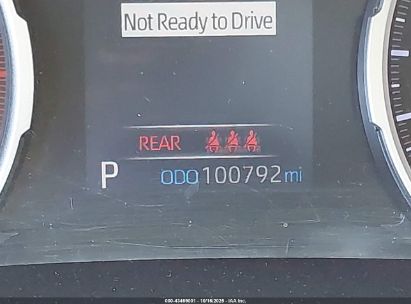 Not Ready to Drive
REAR
P ODO 100792 mi